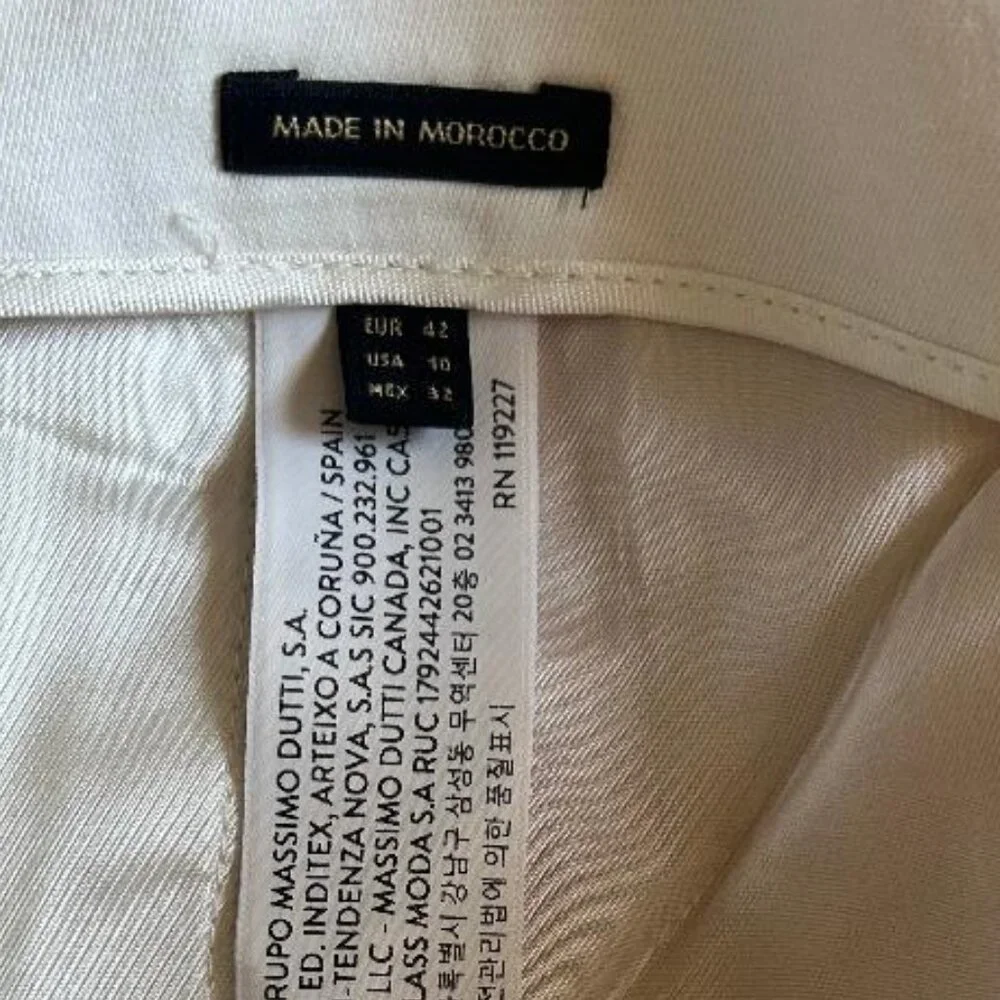 MADE IN MOROCCO
EUR 42
USA 10
MEX 32
RUPO MASSIMO DUTTI, S.A.
ED. INDITEX, ARTEIXO A CORUÑA / SPAIN
-TENDENZA NOVA, S.A.S SIC 900.232.961
LLC - MASSIMO DUTTI CANADA, INC CAS
LASS MODA S.A RUC 1792442621001
특별시 강남구 삼성동 무역센터 20층 02 3413 980
전관리법에 의한 품질표시
RN 119227